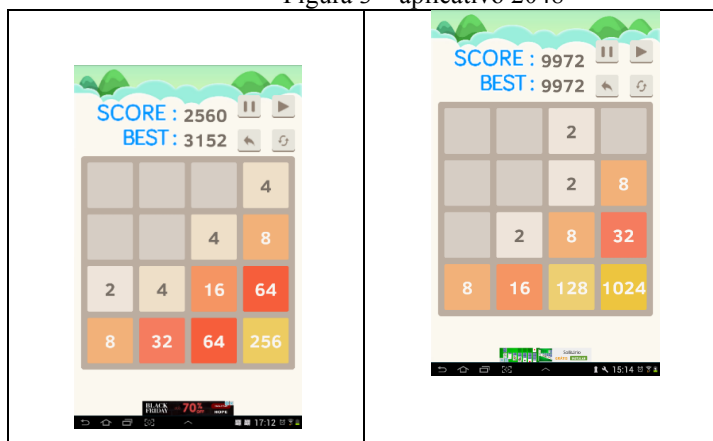 Figura 3 – aplicativo 2048
SCORE : 2560
BEST : 3152
4
4 8
2 4 16 64
8 32 64 256
BLACK FRIDAY 70%
17:12
SCORE : 9972
BEST : 9972
2
2 8
2 8 32
8 16 128 1024
Solitaire
15:14